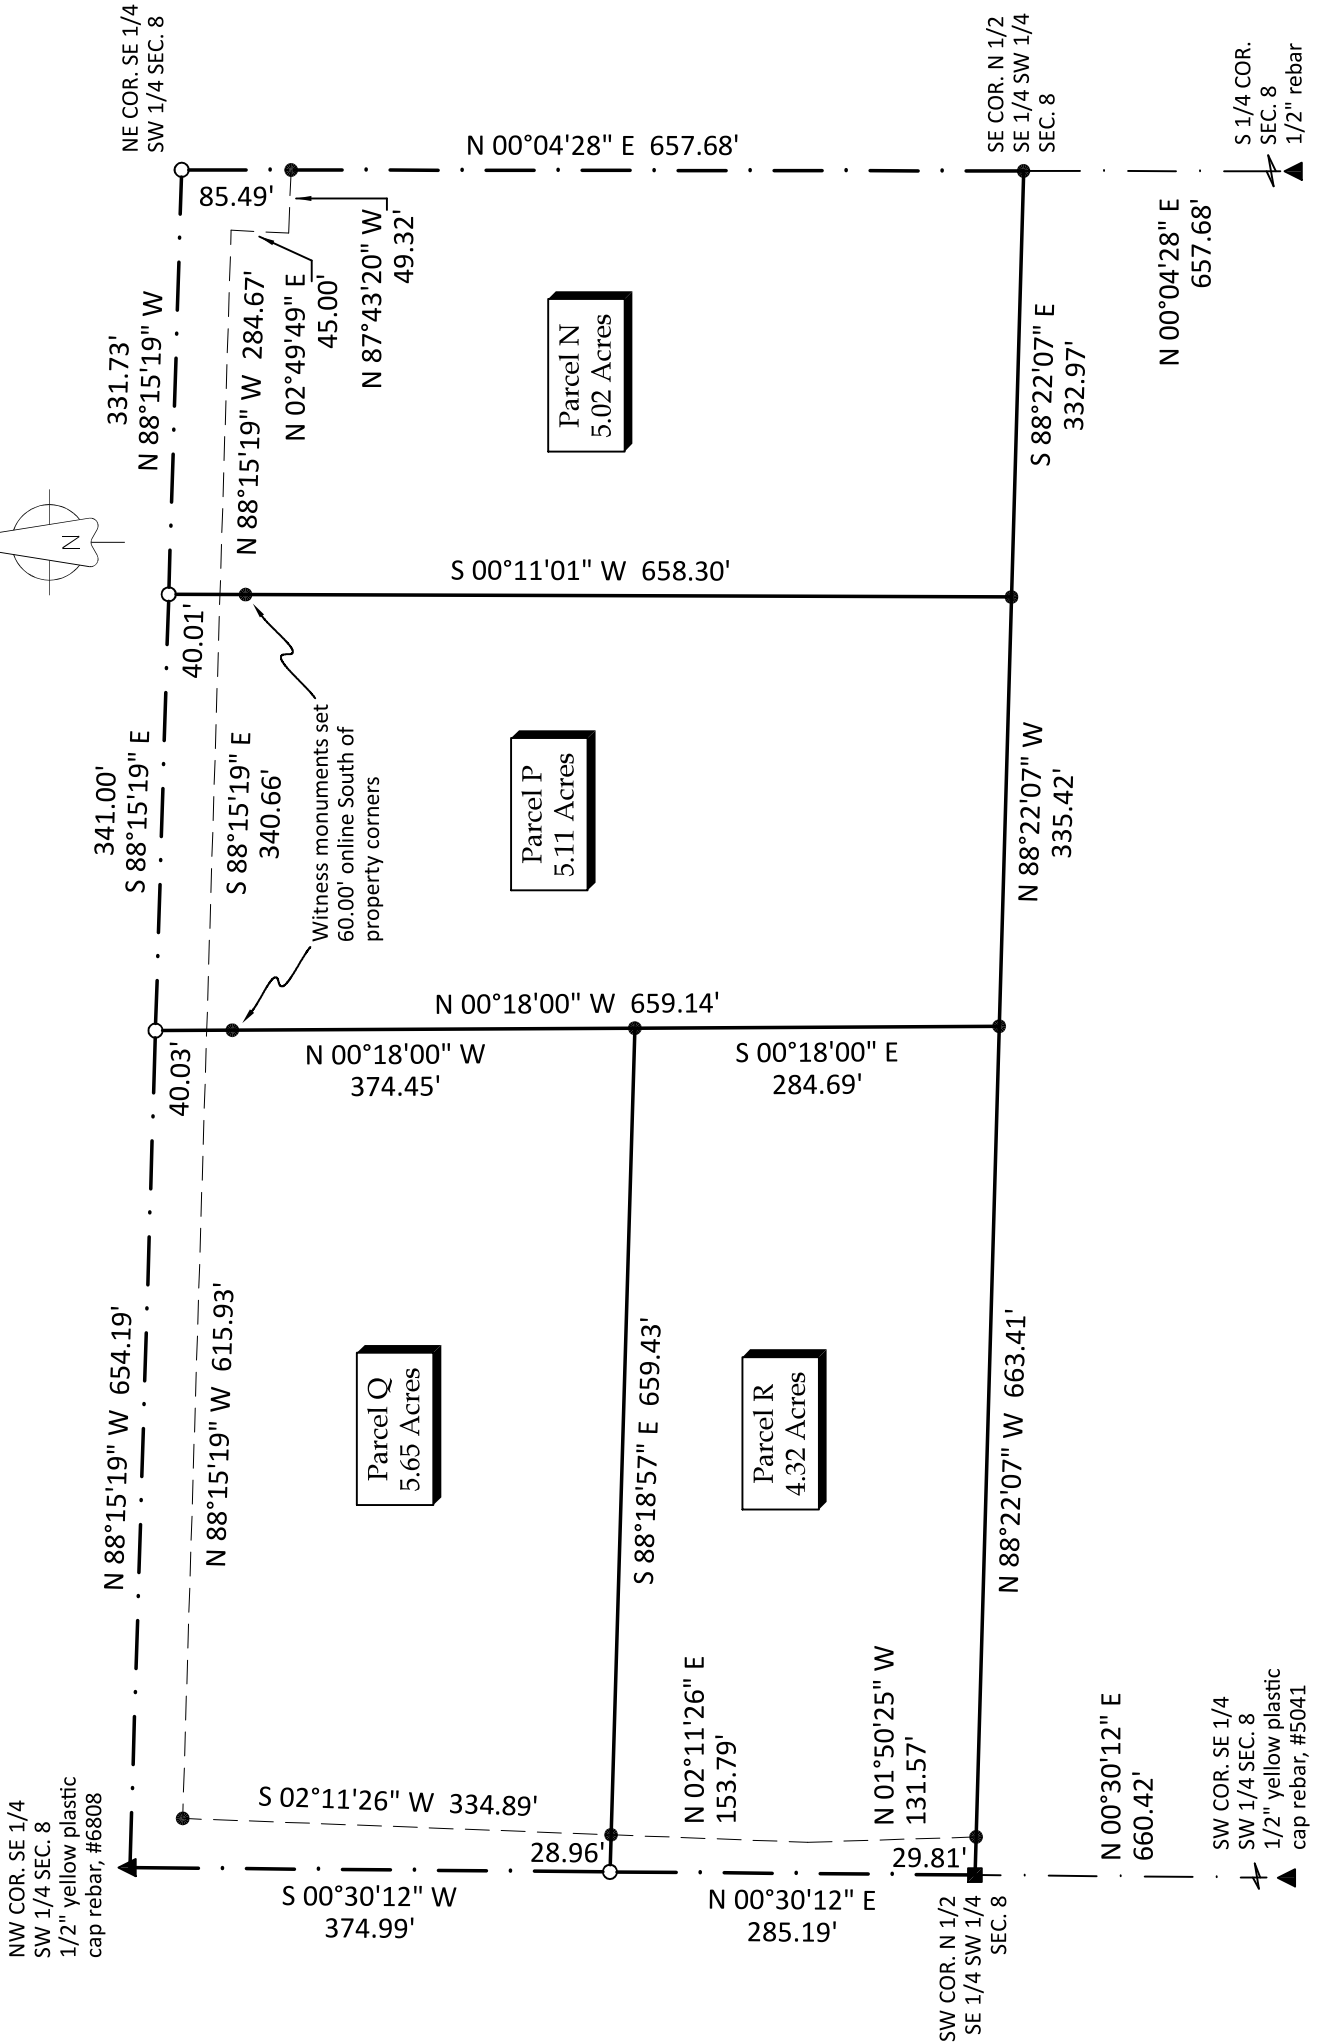 NW COR. SE 1/4
SW 1/4 SEC. 8
1/2" yellow plastic
cap rebar, #6808
N 88°15'19" W 654.19'
341.00'
S 88°15'19" E
331.73'
N 88°15'19" W
NE COR. SE 1/4
SW 1/4 SEC. 8
N
40.03'
40.01'
85.49'
N 88°15'19" W 615.93'
S 88°15'19" E
340.66'
N 88°15'19" W 284.67'
N 02°49'49" E
45.00'
N 87°43'20" W
49.32'
Witness monuments set
60.00' online South of
property corners
S 02°11'26" W 334.89'
S 00°30'12" W
374.99'
28.96'
Parcel Q
5.65 Acres
N 00°18'00" W
374.45'
N 00°18'00" W 659.14'
Parcel P
5.11 Acres
S 00°11'01" W 658.30'
Parcel N
5.02 Acres
N 00°04'28" E 657.68'
S 88°18'57" E 659.43'
N 02°11'26" E
153.79'
N 00°30'12" E
285.19'
N 01°50'25" W
131.57'
29.81'
Parcel R
4.32 Acres
S 00°18'00" E
284.69'
SW COR. N 1/2
SE 1/4 SW 1/4
SEC. 8
N 88°22'07" W 663.41'
N 88°22'07" W
335.42'
S 88°22'07" E
332.97'
SE COR. N 1/2
SE 1/4 SW 1/4
SEC. 8
N 00°30'12" E
660.42'
N 00°04'28" E
657.68'
SW COR. SE 1/4
SW 1/4 SEC. 8
1/2" yellow plastic
cap rebar, #5041
S 1/4 COR.
SEC. 8
1/2" rebar